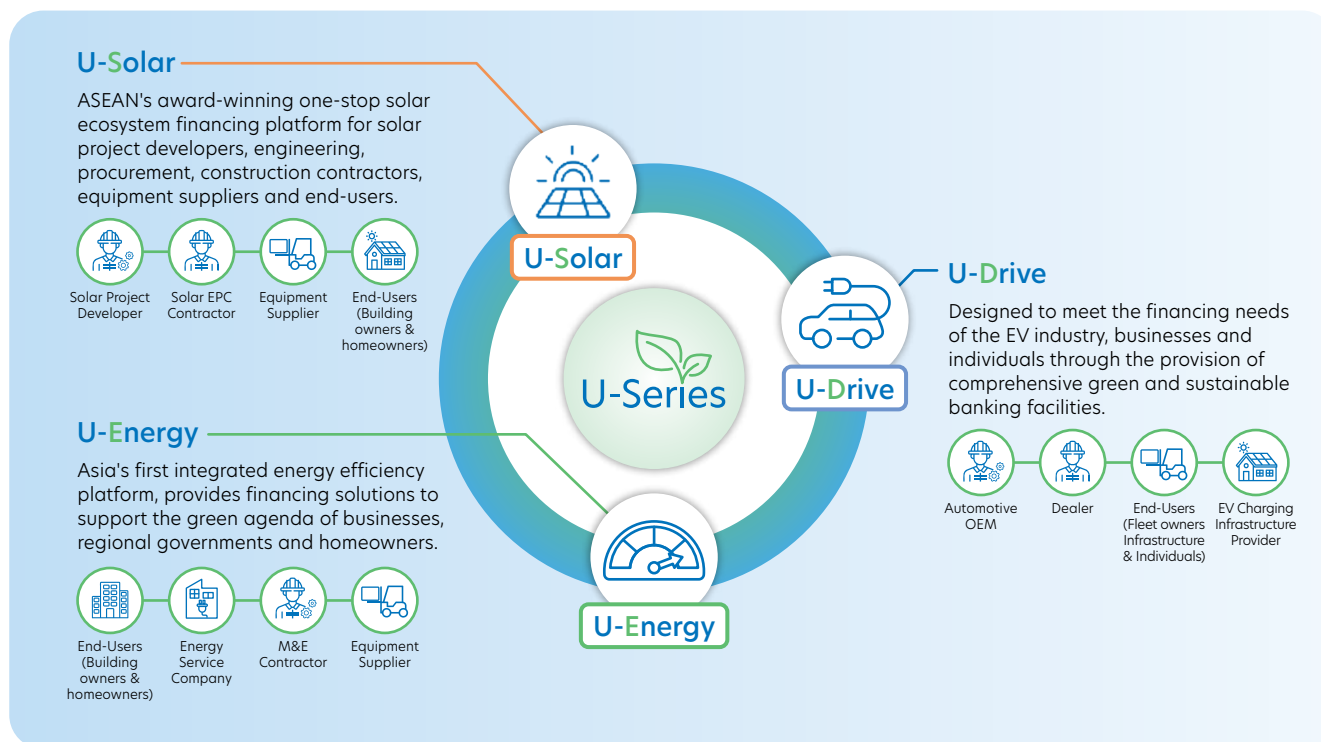 U-Solar
ASEAN's award-winning one-stop solar
ecosystem financing platform for solar
project developers, engineering,
procurement, construction contractors,
equipment suppliers and end-users.
Solar Project
Developer
Solar EPC
Contractor
Equipment
Supplier
End-Users
(Building
owners &
homeowners)
U-Energy
Asia's first integrated energy efficiency
platform, provides financing solutions to
support the green agenda of businesses,
regional governments and homeowners.
End-Users
(Building
owners &
homeowners)
Energy
Service
Company
M&E
Contractor
Equipment
Supplier
U-Solar
U-Series
U-Drive
U-Energy
U-Drive
Designed to meet the financing needs
of the EV industry, businesses and
individuals through the provision of
comprehensive green and sustainable
banking facilities.
Automotive
OEM
Dealer
End-Users
(Fleet owners
Infrastructure
& Individuals)
EV Charging
Infrastructure
Provider